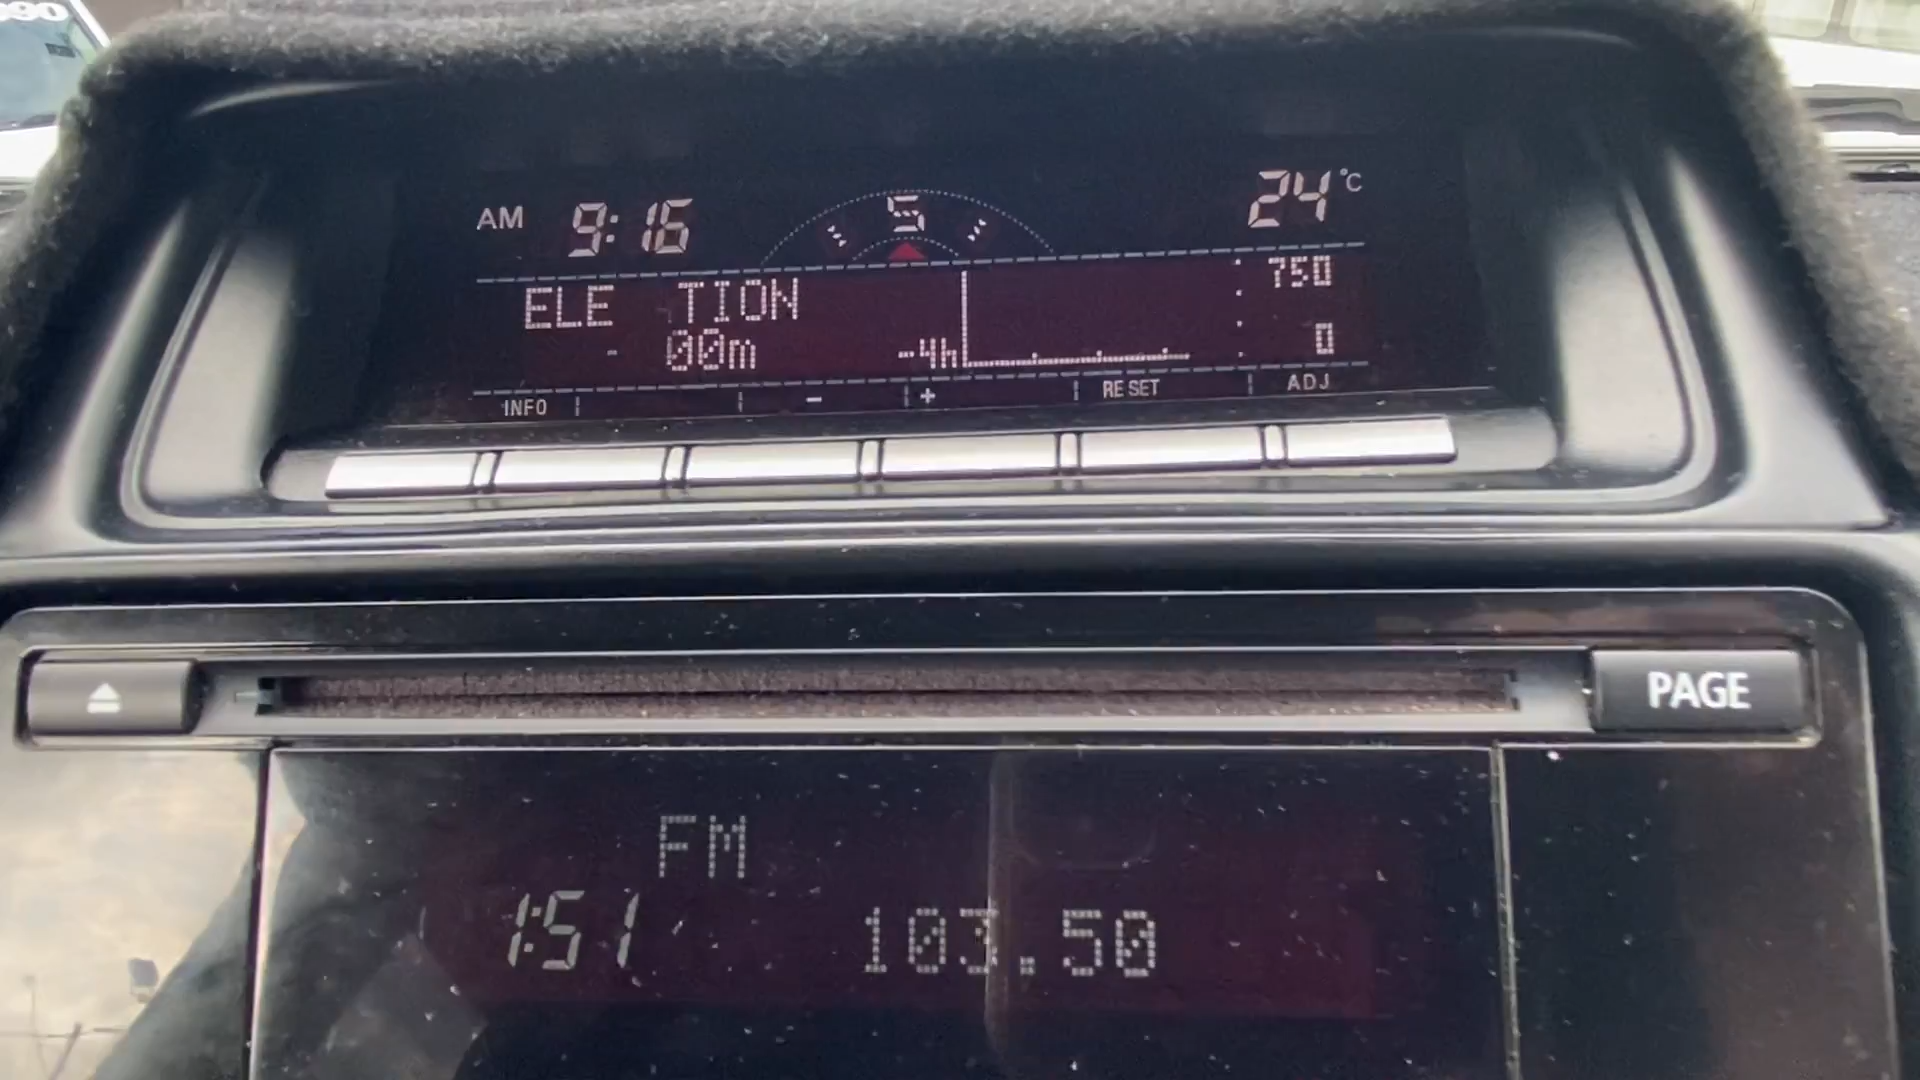 AM 9:16 S 24°C
ELE TION 750
00m -4h 0
INFO - + RESET ADJ
PAGE
FM
1:51 103.50